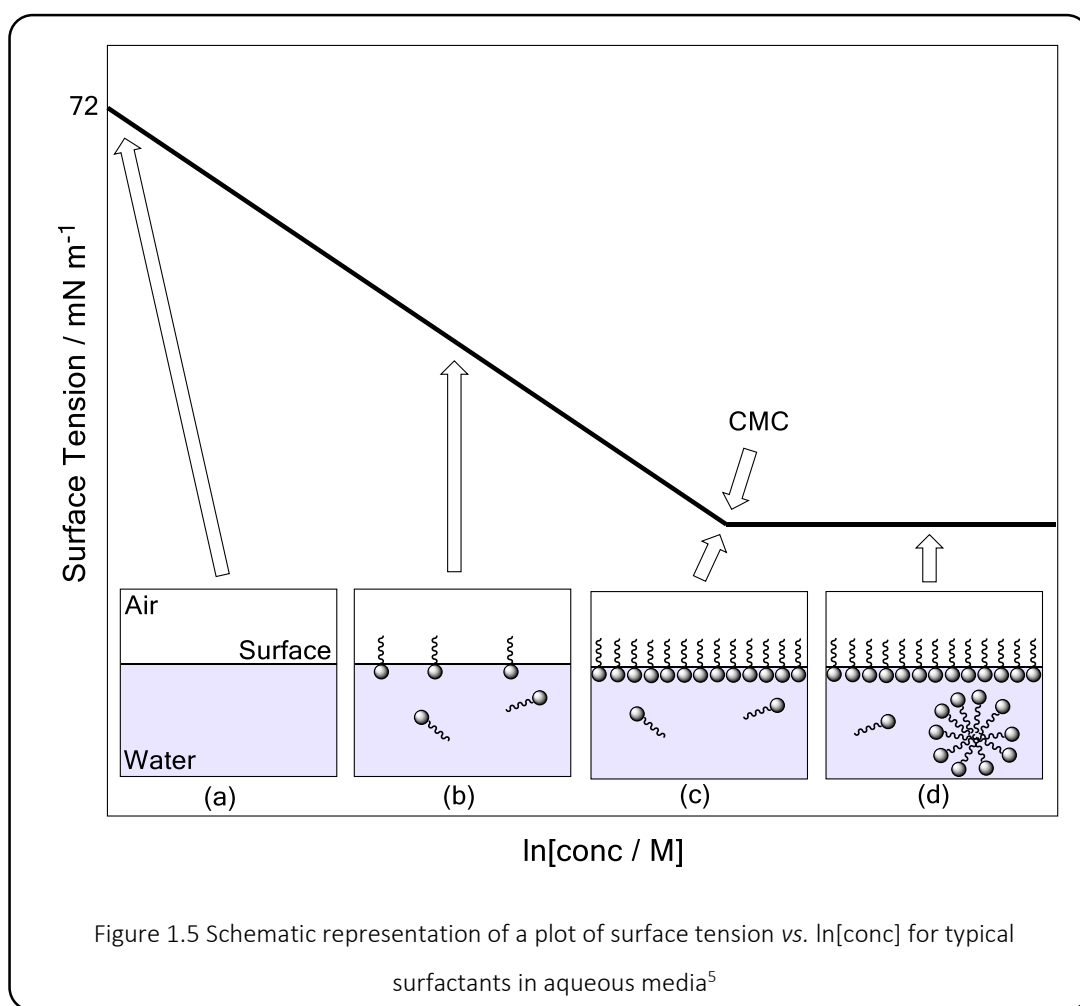 72
Surface Tension / mN m⁻¹
CMC
Air
Surface
Water
(a)
(b)
(c)
(d)
ln[conc / M]
Figure 1.5 Schematic representation of a plot of surface tension vs. ln[conc] for typical
surfactants in aqueous media⁵